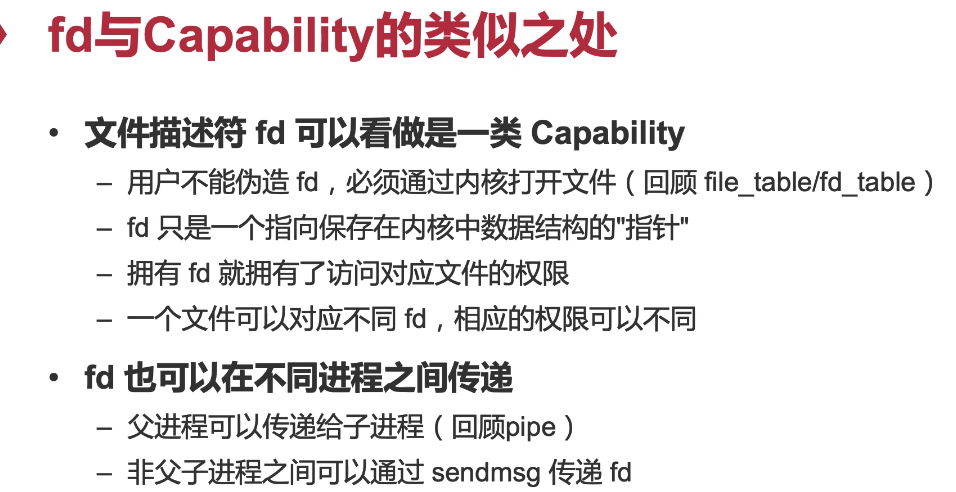 fd与Capability的类似之处
• 文件描述符 fd 可以看做是一类 Capability
– 用户不能伪造 fd，必须通过内核打开文件（回顾 file_table/fd_table）
– fd 只是一个指向保存在内核中数据结构的"指针"
– 拥有 fd 就拥有了访问对应文件的权限
– 一个文件可以对应不同 fd，相应的权限可以不同
• fd 也可以在不同进程之间传递
– 父进程可以传递给子进程（回顾pipe）
– 非父子进程之间可以通过 sendmsg 传递 fd